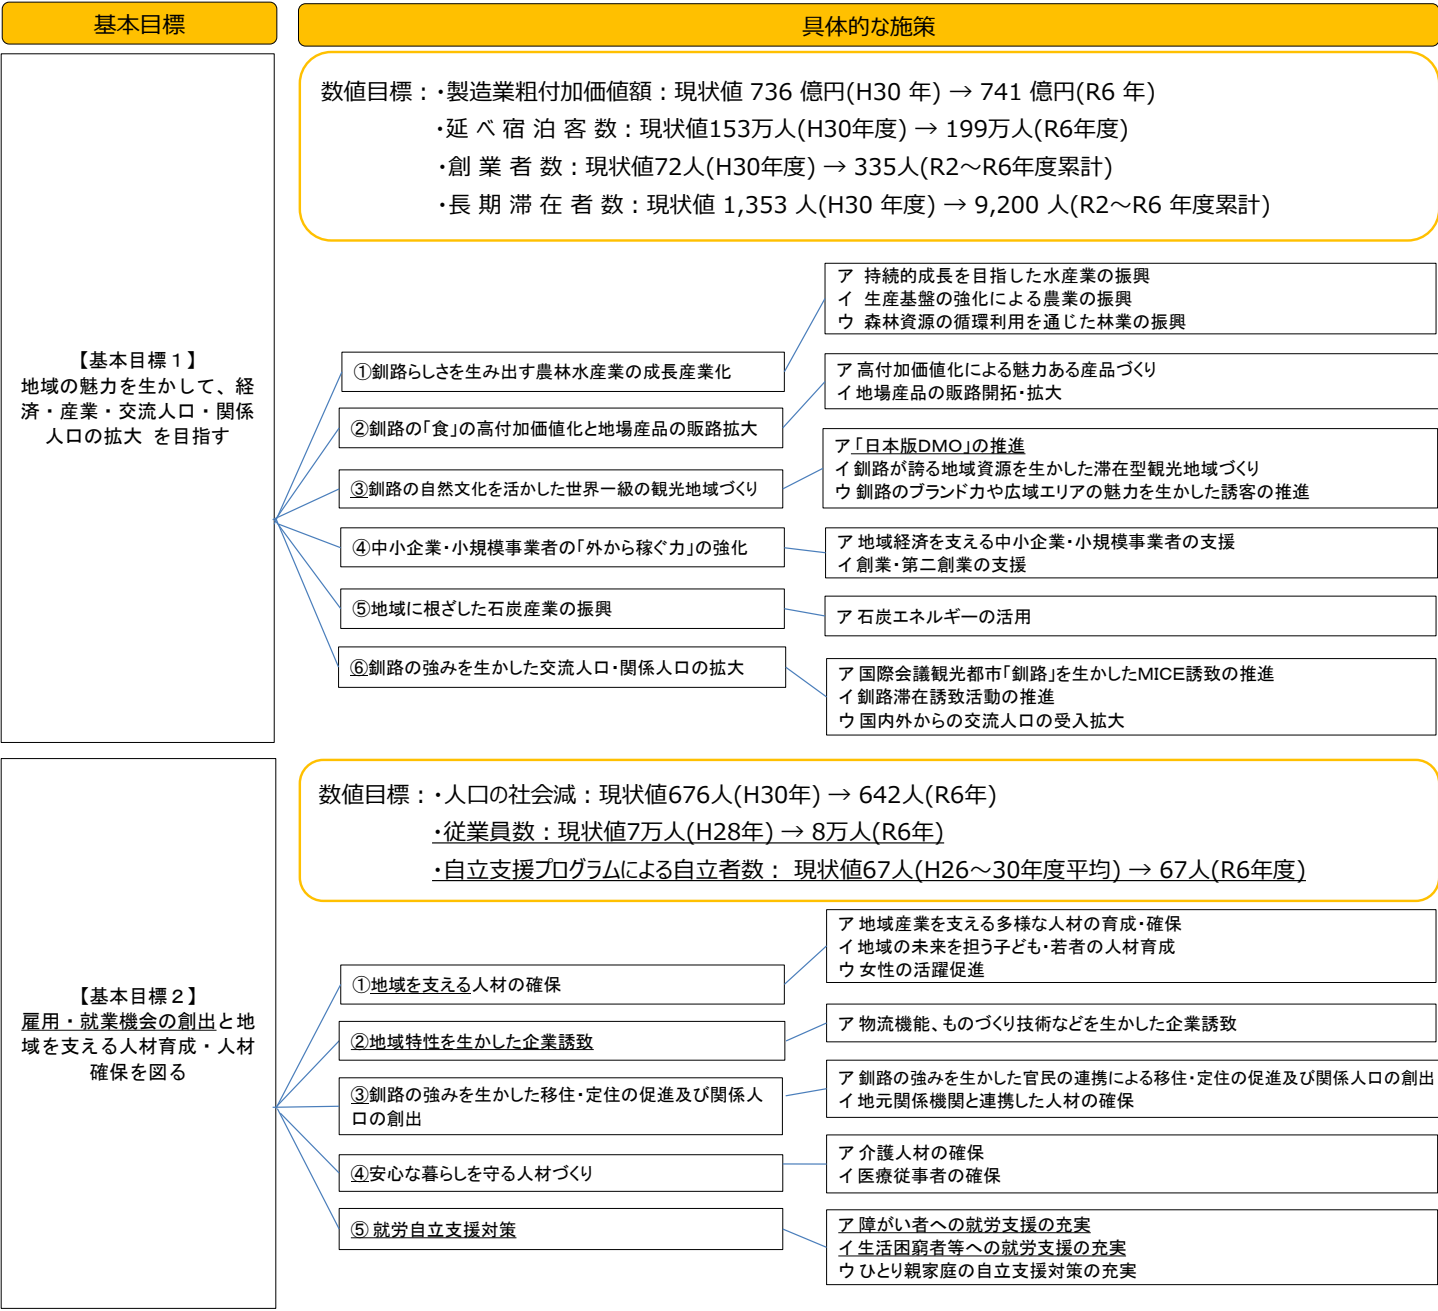 基本目標
具体的な施策
【基本目標1】
地域の魅力を生かして、経
済・産業・交流人口・関係
人口の拡大 を目指す
数値目標：・製造業粗付加価値額：現状値 736 億円(H30 年) → 741 億円(R6 年)
・延 べ 宿 泊 客 数：現状値153万人(H30年度) → 199万人(R6年度)
・創 業 者 数：現状値72人(H30年度) → 335人(R2～R6年度累計)
・長 期 滞 在 者 数：現状値 1,353 人(H30 年度) → 9,200 人(R2～R6 年度累計)
①釧路らしさを生み出す農林水産業の成長産業化
ア 持続的成長を目指した水産業の振興
イ 生産基盤の強化による農業の振興
ウ 森林資源の循環利用を通じた林業の振興
②釧路の「食」の高付加価値化と地場産品の販路拡大
ア 高付加価値化による魅力ある産品づくり
イ 地場産品の販路開拓・拡大
③釧路の自然文化を活かした世界一級の観光地域づくり
ア 「日本版DMO」の推進
イ 釧路が誇る地域資源を生かした滞在型観光地域づくり
ウ 釧路のブランド力や広域エリアの魅力を生かした誘客の推進
④中小企業・小規模事業者の「外から稼ぐ力」の強化
ア 地域経済を支える中小企業・小規模事業者の支援
イ 創業・第二創業の支援
⑤地域に根ざした石炭産業の振興
ア 石炭エネルギーの活用
⑥釧路の強みを生かした交流人口・関係人口の拡大
ア 国際会議観光都市「釧路」を生かしたMICE誘致の推進
イ 釧路滞在誘致活動の推進
ウ 国内外からの交流人口の受入拡大
【基本目標２】
雇用・就業機会の創出と地
域を支える人材育成・人材
確保を図る
数値目標：・人口の社会減：現状値676人(H30年) → 642人(R6年)
・従業員数：現状値7万人(H28年) → 8万人(R6年)
・自立支援プログラムによる自立者数： 現状値67人(H26～30年度平均) → 67人(R6年度)
①地域を支える人材の確保
ア 地域産業を支える多様な人材の育成・確保
イ 地域の未来を担う子ども・若者の人材育成
ウ 女性の活躍促進
②地域特性を生かした企業誘致
ア 物流機能、ものづくり技術などを生かした企業誘致
③釧路の強みを生かした移住・定住の促進及び関係人
口の創出
ア 釧路の強みを生かした官民の連携による移住・定住の促進及び関係人口の創出
イ 地元関係機関と連携した人材の確保
④安心な暮らしを守る人材づくり
ア 介護人材の確保
イ 医療従事者の確保
⑤ 就労自立支援対策
ア 障がい者への就労支援の充実
イ 生活困窮者等への就労支援の充実
ウ ひとり親家庭の自立支援対策の充実